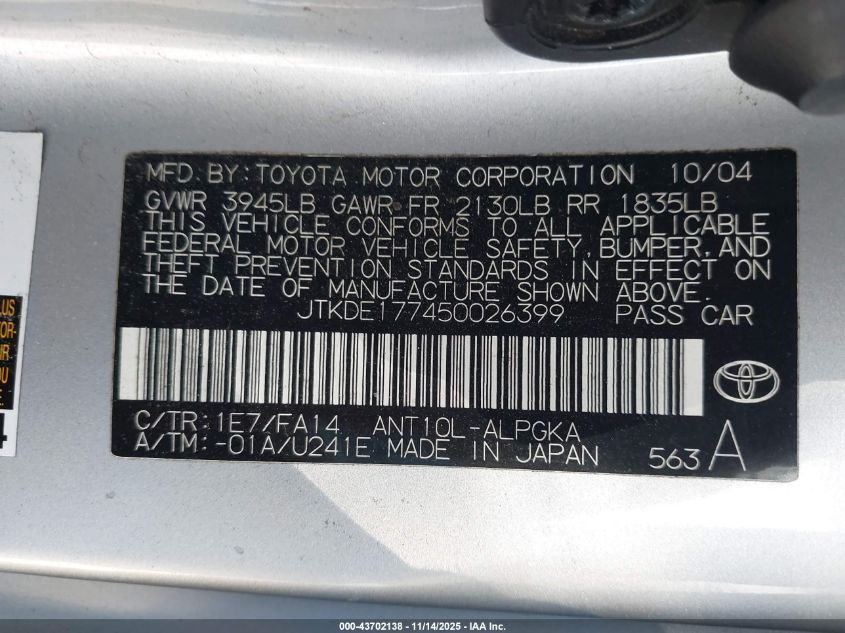 MFD. BY: TOYOTA MOTOR CORPORATION 10/04
GVWR 3945LB GAWR FR 2130LB RR 1835LB
THIS VEHICLE CONFORMS TO ALL APPLICABLE
FEDERAL MOTOR VEHICLE SAFETY, BUMPER, AND
THEFT PREVENTION STANDARDS IN EFFECT ON
THE DATE OF MANUFACTURE SHOWN ABOVE.
JTKDE177450026399 PASS CAR
C/TR: 1E7/FA14 ANT10L-ALPGKA
A/TM: -01A/U241E MADE IN JAPAN 563 A
PLUS
4
000-43702138 - 11/14/2025 - IAA Inc.